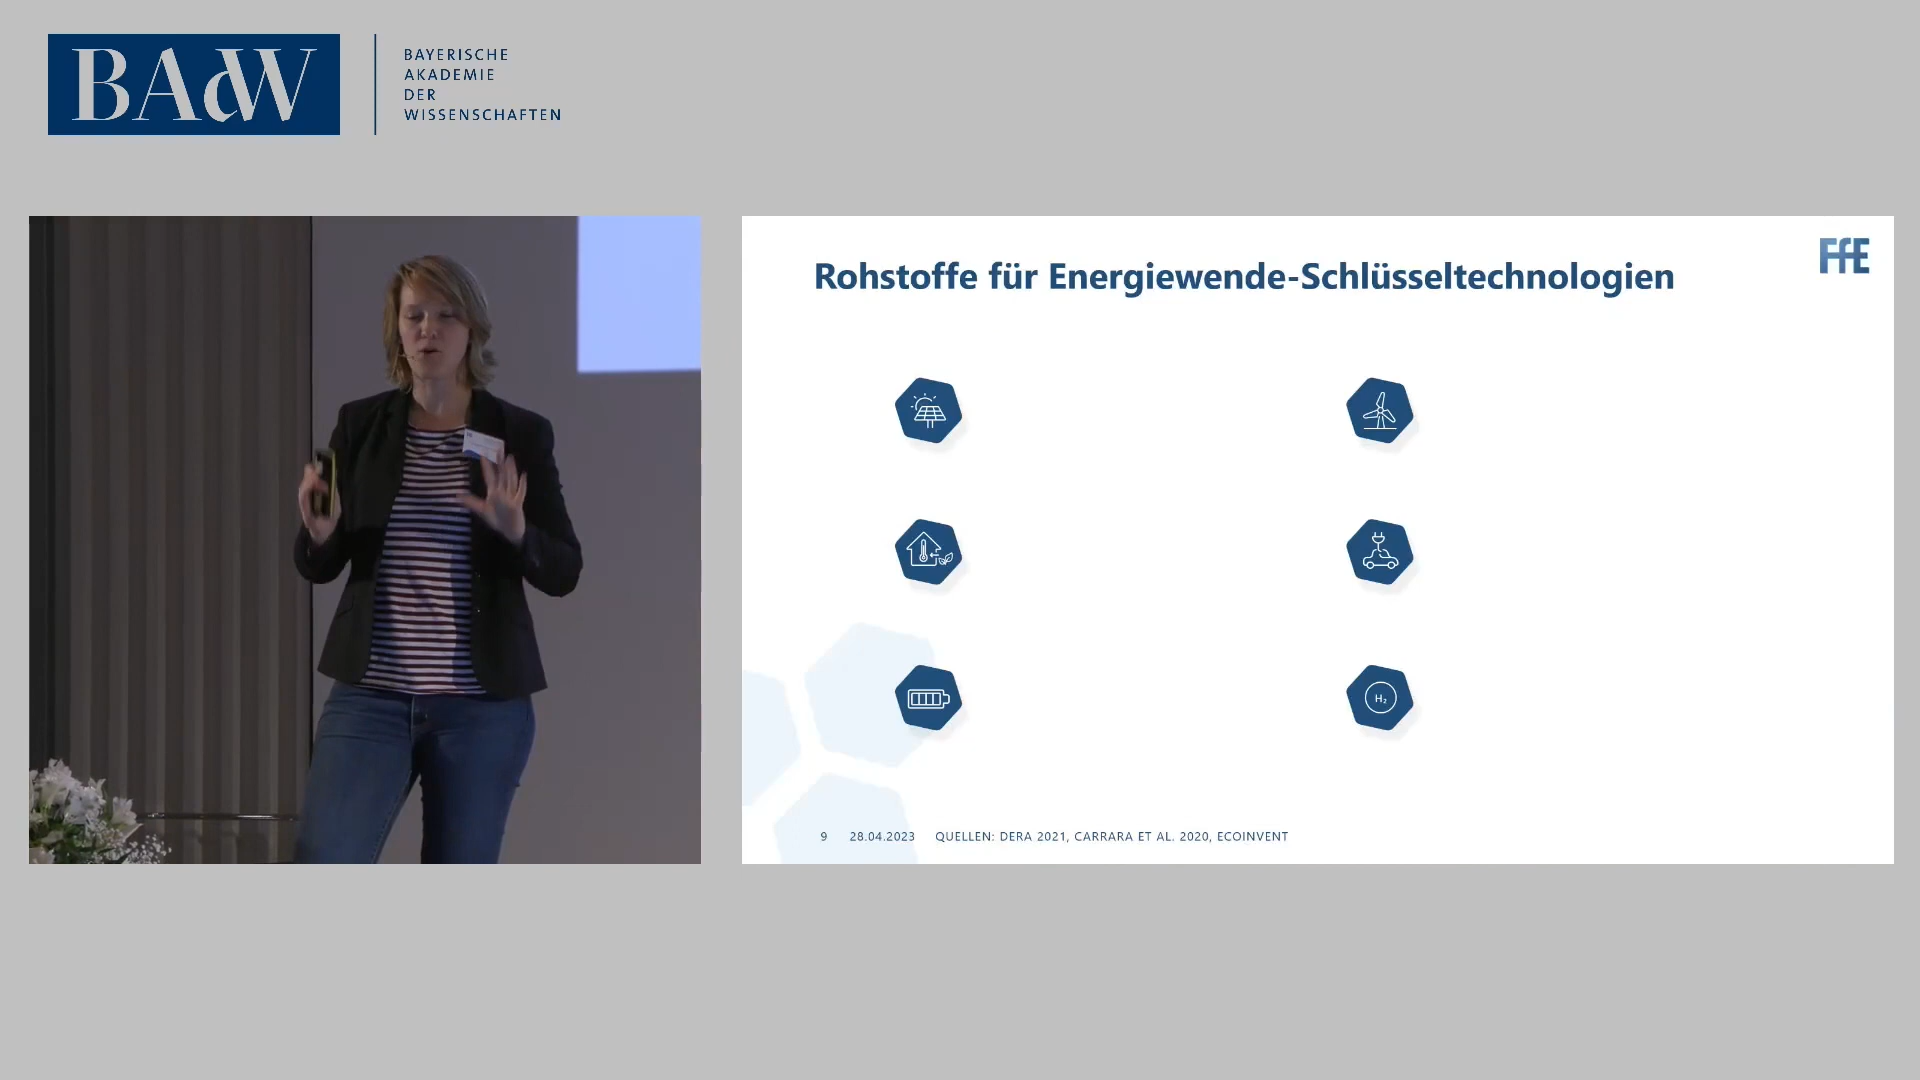 BAdW
BAYERISCHE
AKADEMIE
DER
WISSENSCHAFTEN
FfE
Rohstoffe für Energiewende-Schlüsseltechnologien
H₂
9 28.04.2023 QUELLEN: DERA 2021, CARRARA ET AL. 2020, ECOINVENT